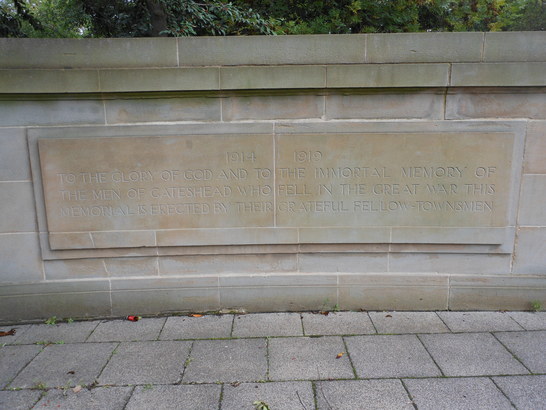 1914 1919
TO THE GLORY OF GOD AND TO THE IMMORTAL MEMORY OF
THE MEN OF GATESHEAD WHO FELL IN THE GREAT WAR THIS
MEMORIAL IS ERECTED BY THEIR GRATEFUL FELLOW-TOWNSMEN